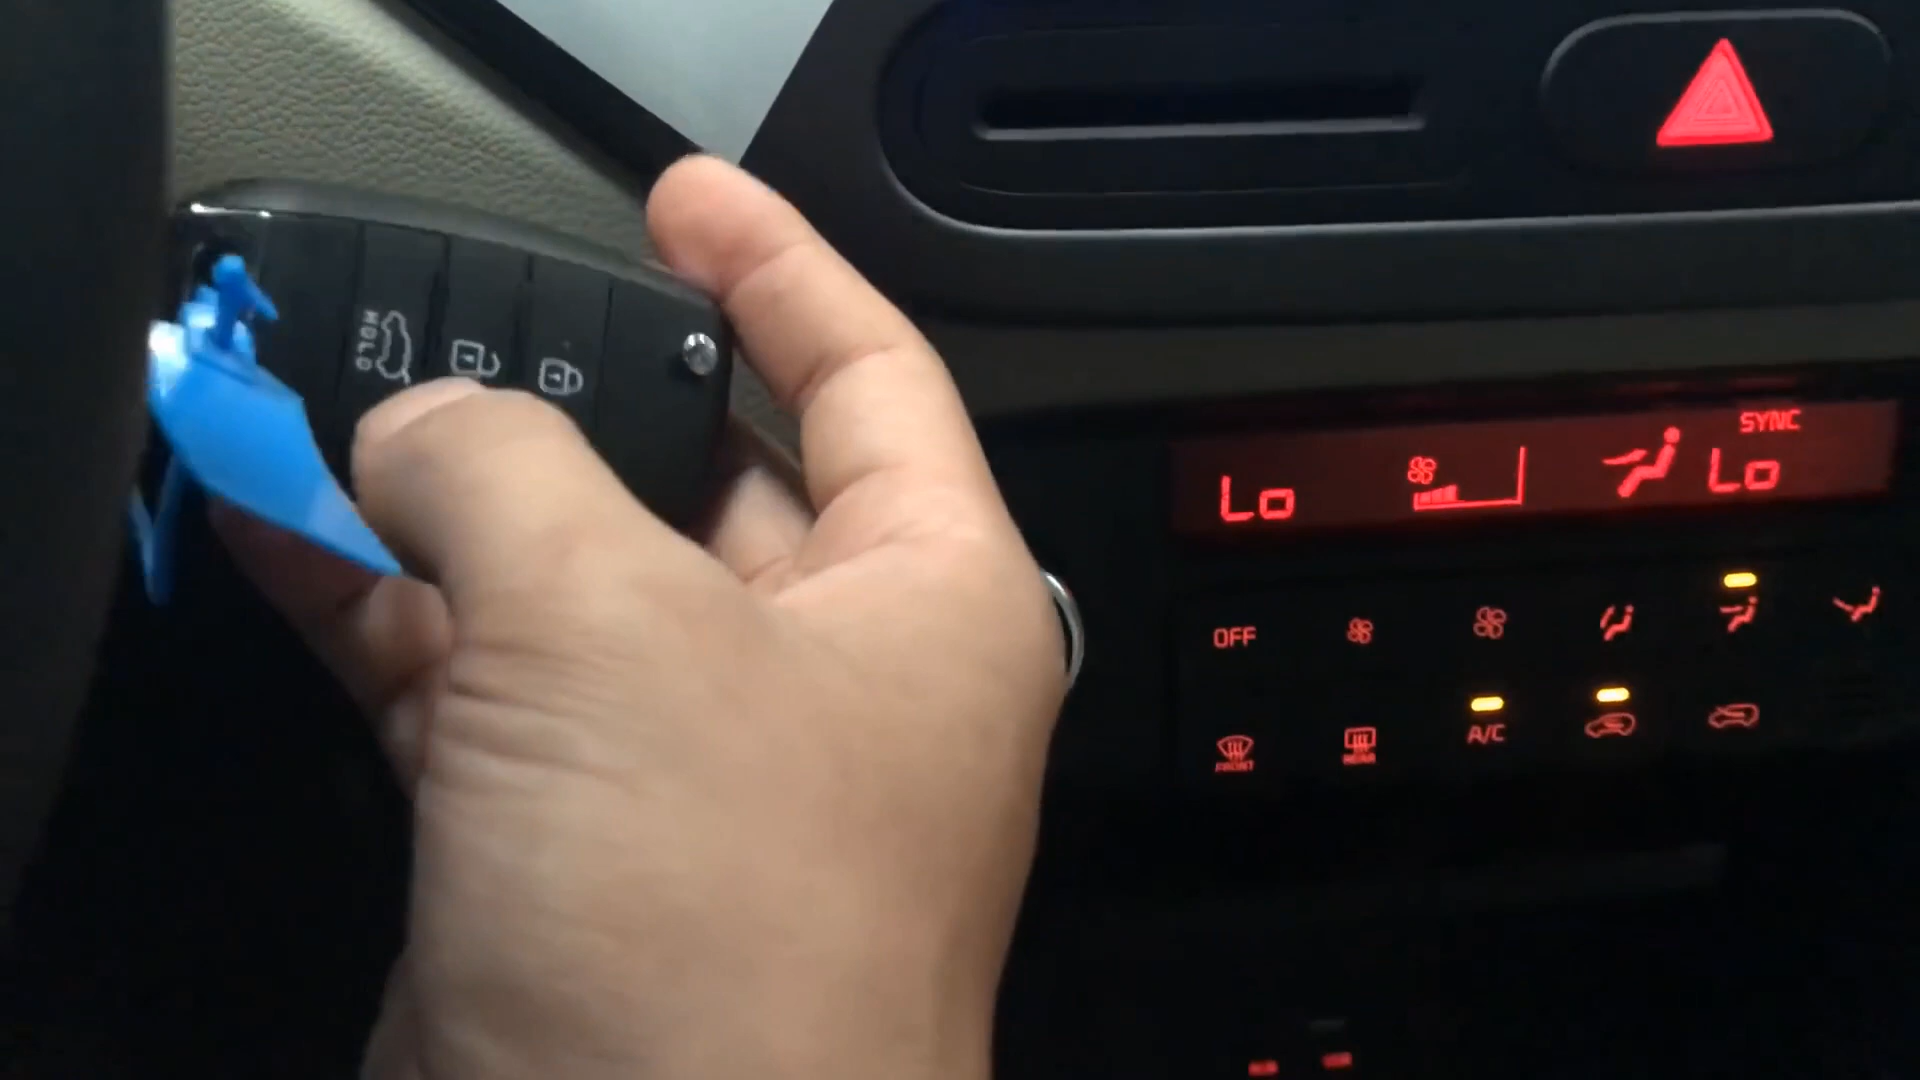 HOLD
SYNC
Lo
Lo
OFF
FRONT
REAR
A/C